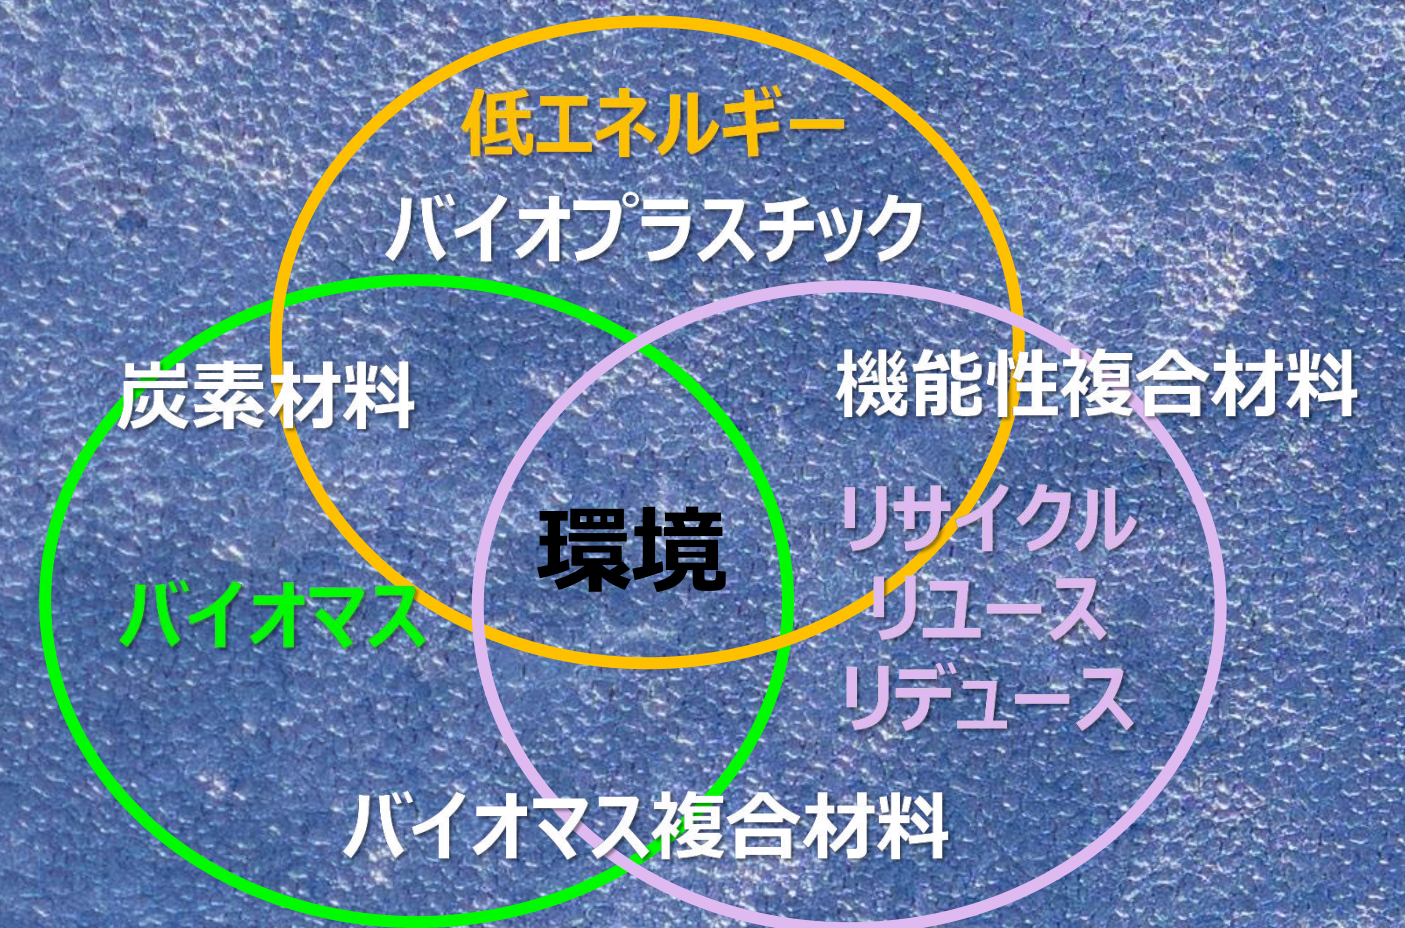 低エネルギー
バイオプラスチック
炭素材料
機能性複合材料
リサイクル
環境
リユース
バイオマス
リデュース
バイオマス複合材料